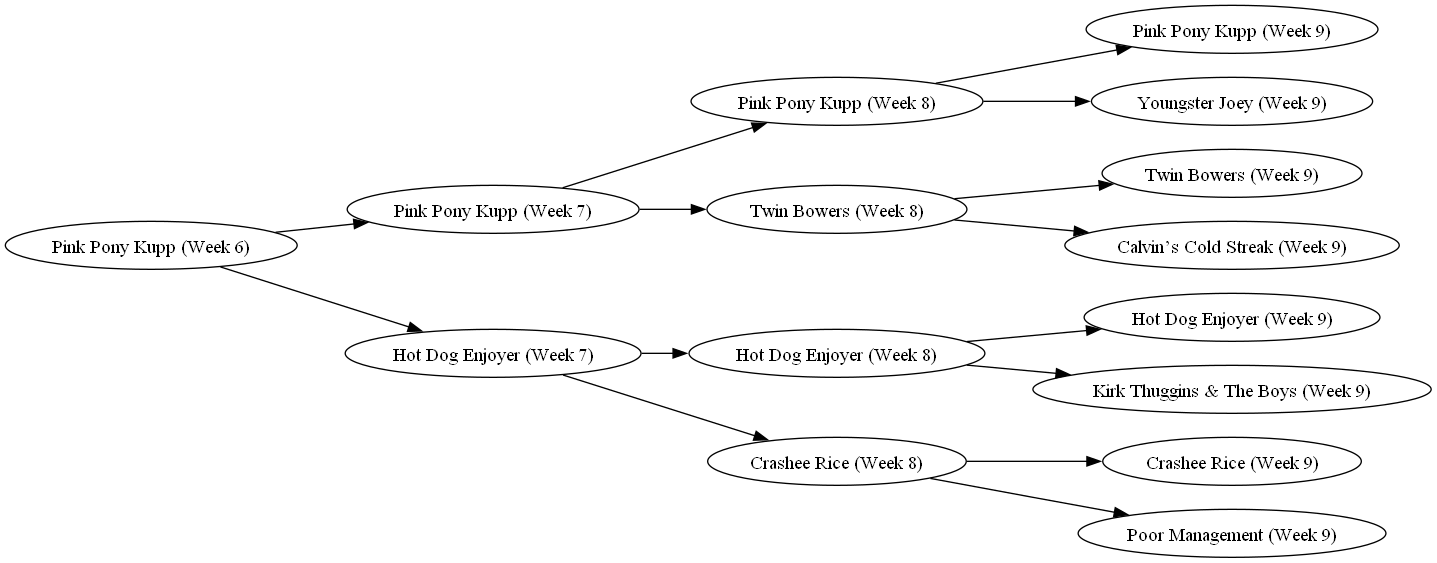 Pink Pony Kupp (Week 9)
Pink Pony Kupp (Week 8)
Youngster Joey (Week 9)
Twin Bowers (Week 9)
Pink Pony Kupp (Week 7)
Twin Bowers (Week 8)
Pink Pony Kupp (Week 6)
Calvin’s Cold Streak (Week 9)
Hot Dog Enjoyer (Week 9)
Hot Dog Enjoyer (Week 7)
Hot Dog Enjoyer (Week 8)
Kirk Thuggins & The Boys (Week 9)
Crashee Rice (Week 8)
Crashee Rice (Week 9)
Poor Management (Week 9)